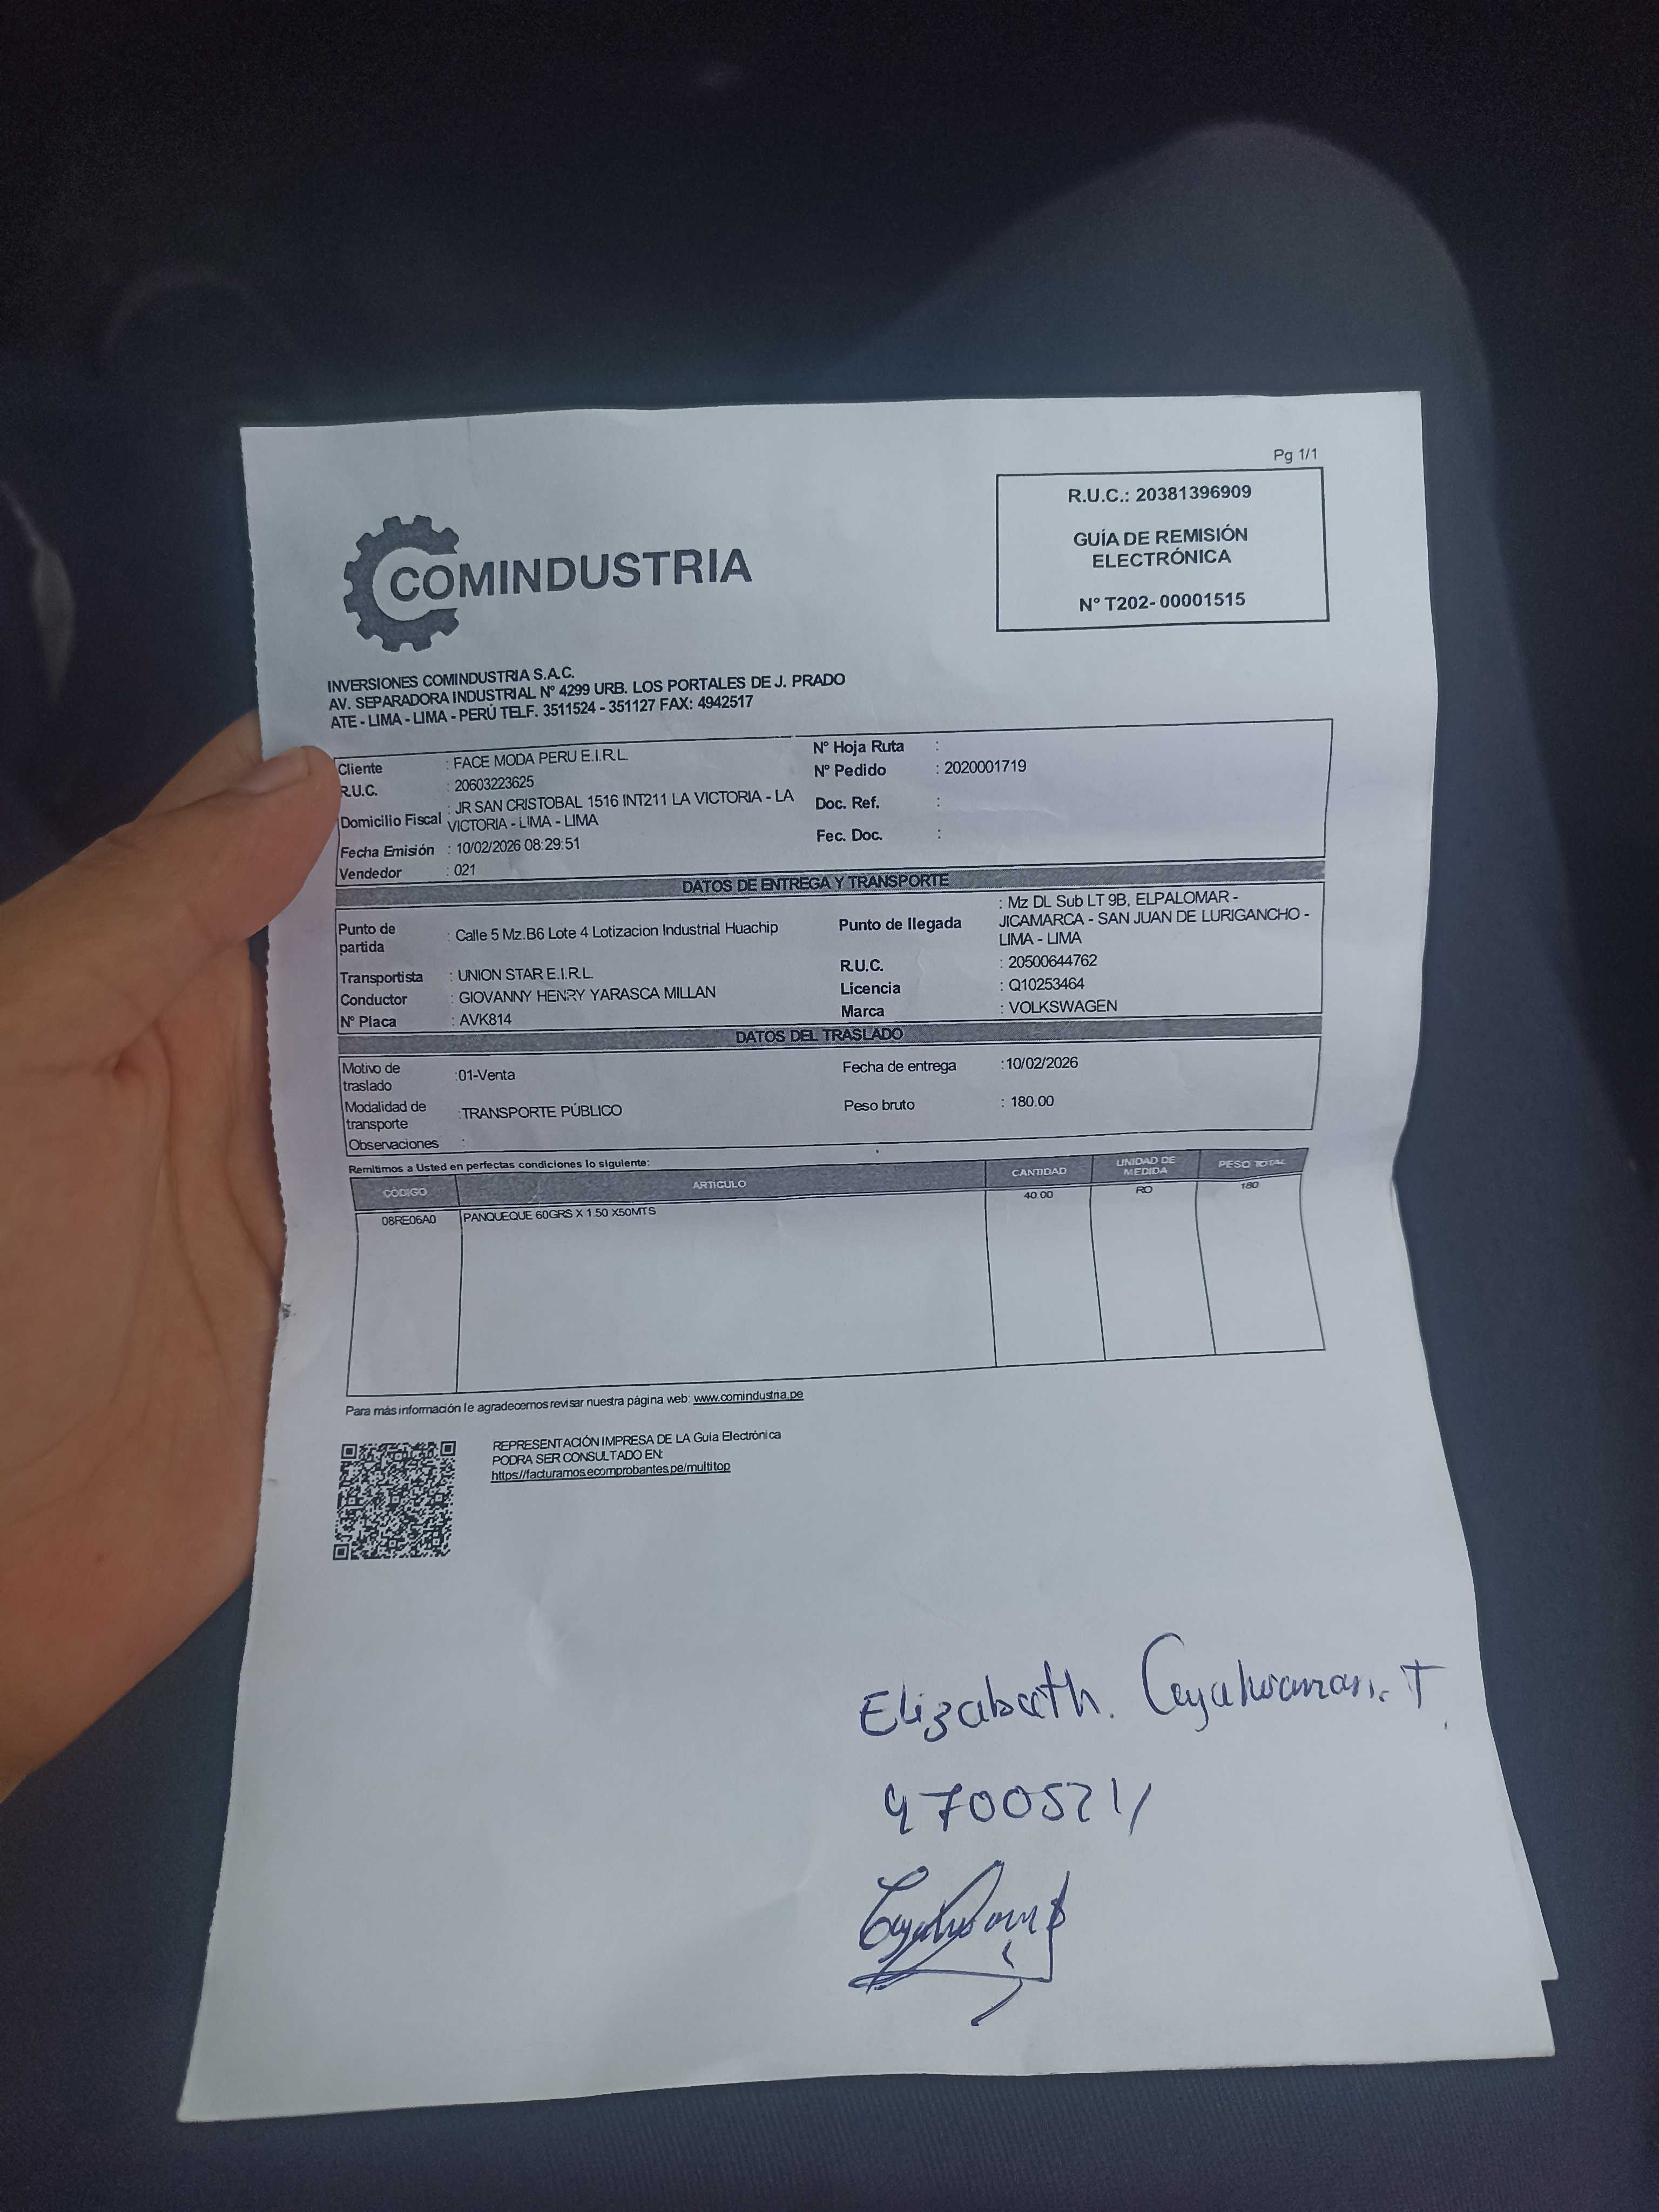 Pg 1/1
R.U.C.: 20381396909
GUÍA DE REMISIÓN
ELECTRÓNICA
N° T202- 00001515
COMINDUSTRIA
INVERSIONES COMINDUSTRIA S.A.C.
AV. SEPARADORA INDUSTRIAL N° 4299 URB. LOS PORTALES DE J. PRADO
ATE - LIMA - LIMA - PERÚ TELF. 3511524 - 351127 FAX: 4942517
Cliente : FACE MODA PERU E.I.R.L.
R.U.C. : 20603223625
Domicilio Fiscal : JR SAN CRISTOBAL 1516 INT211 LA VICTORIA - LA
VICTORIA - LIMA - LIMA
Fecha Emisión : 10/02/2026 08:29:51
Vendedor : 021
N° Hoja Ruta :
N° Pedido : 2020001719
Doc. Ref. :
Fec. Doc. :
DATOS DE ENTREGA Y TRANSPORTE
Punto de
partida : Calle 5 Mz.B6 Lote 4 Lotizacion Industrial Huachip
Transportista : UNION STAR E.I.R.L.
Conductor : GIOVANNY HENRY YARASCA MILLAN
N° Placa : AVK814
Punto de llegada : Mz DL Sub LT 9B, ELPALOMAR -
JICAMARCA - SAN JUAN DE LURIGANCHO -
LIMA - LIMA
R.U.C. : 20500644762
Licencia : Q10253464
Marca : VOLKSWAGEN
DATOS DEL TRASLADO
Motivo de
traslado :01-Venta
Modalidad de
transporte :TRANSPORTE PÚBLICO
Observaciones :
Fecha de entrega :10/02/2026
Peso bruto : 180.00
Remitimos a Usted en perfectas condiciones lo siguiente:
CÓDIGO ARTICULO CANTIDAD UNIDAD DE MEDIDA PESO TOTAL
08RE06A0 PANQUEQUE 60GRS X 1.50 X50MTS 40.00 RO 180
Para más información le agradecemos revisar nuestra página web: www.comindustria.pe
REPRESENTACIÓN IMPRESA DE LA Guía Electrónica
PODRA SER CONSULTADO EN:
https://facturamos.ecomprobantes.pe/multitop
Elizabeth. T